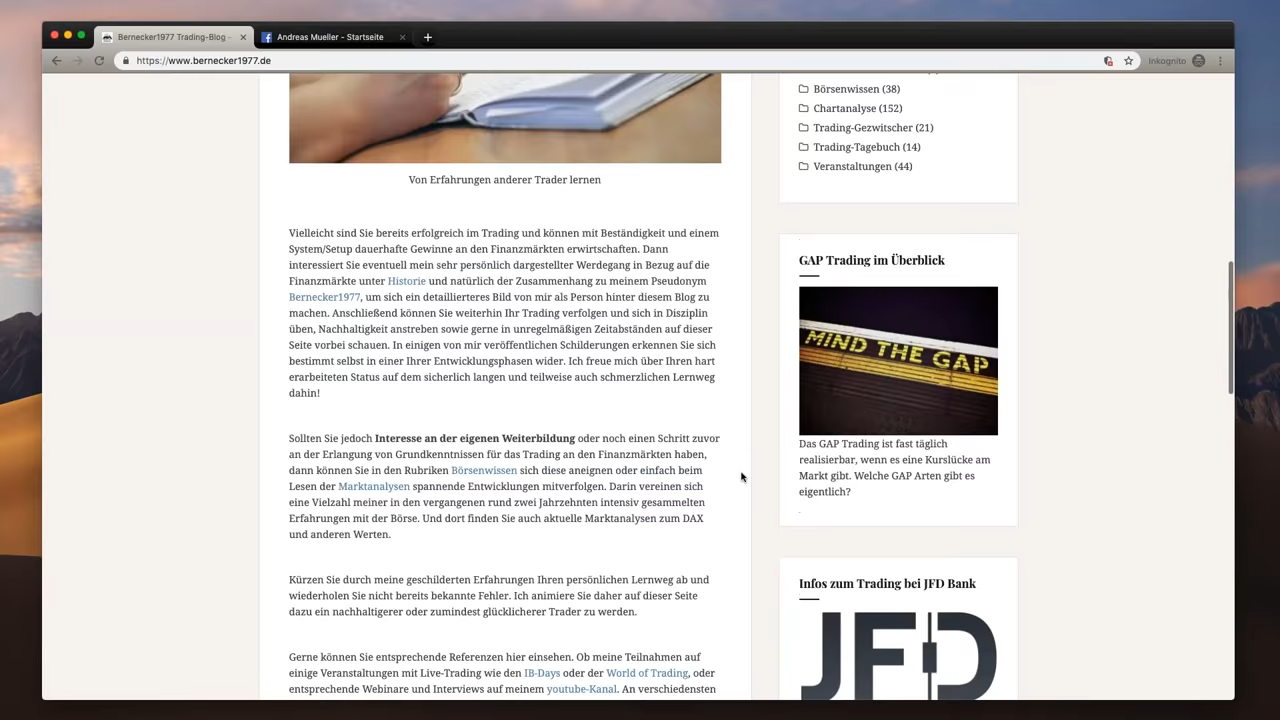 Bernecker1977 Trading-Blog -
Andreas Mueller - Startseite
https://www.bernecker1977.de
Inkognito
Von Erfahrungen anderer Trader lernen
Vielleicht sind Sie bereits erfolgreich im Trading und können mit Beständigkeit und einem
System/Setup dauerhafte Gewinne an den Finanzmärkten erwirtschaften. Dann
interessiert Sie eventuell mein sehr persönlich dargestellter Werdegang in Bezug auf die
Finanzmärkte unter Historie und natürlich der Zusammenhang zu meinem Pseudonym
Bernecker1977, um sich ein detaillierteres Bild von mir als Person hinter diesem Blog zu
machen. Anschließend können Sie weiterhin Ihr Trading verfolgen und sich in Disziplin
üben, Nachhaltigkeit anstreben sowie gerne in unregelmäßigen Zeitabständen auf dieser
Seite vorbei schauen. In einigen von mir veröffentlichen Schilderungen erkennen Sie sich
bestimmt selbst in einer Ihrer Entwicklungsphasen wider. Ich freue mich über Ihren hart
erarbeiteten Status auf dem sicherlich langen und teilweise auch schmerzlichen Lernweg
dahin!
Sollten Sie jedoch Interesse an der eigenen Weiterbildung oder noch einen Schritt zuvor
an der Erlangung von Grundkenntnissen für das Trading an den Finanzmärkten haben,
dann können Sie in den Rubriken Börsenwissen sich diese aneignen oder einfach beim
Lesen der Marktanalysen spannende Entwicklungen mitverfolgen. Darin vereinen sich
eine Vielzahl meiner in den vergangenen rund zwei Jahrzehnten intensiv gesammelten
Erfahrungen mit der Börse. Und dort finden Sie auch aktuelle Marktanalysen zum DAX
und anderen Werten.
Kürzen Sie durch meine geschilderten Erfahrungen Ihren persönlichen Lernweg ab und
wiederholen Sie nicht bereits bekannte Fehler. Ich animiere Sie daher auf dieser Seite
dazu ein nachhaltigerer oder zumindest glücklicherer Trader zu werden.
Gerne können Sie entsprechende Referenzen hier einsehen. Ob meine Teilnahmen auf
einige Veranstaltungen mit Live-Trading wie den IB-Days oder der World of Trading, oder
entsprechende Webinare und Interviews auf meinem youtube-Kanal. An verschiedensten
Börsenwissen (38)
Chartanalyse (152)
Trading-Gezwitscher (21)
Trading-Tagebuch (14)
Veranstaltungen (44)
GAP Trading im Überblick
MIND THE GAP
Das GAP Trading ist fast täglich
realisierbar, wenn es eine Kurslücke am
Markt gibt. Welche GAP Arten gibt es
eigentlich?
Infos zum Trading bei JFD Bank
JFD